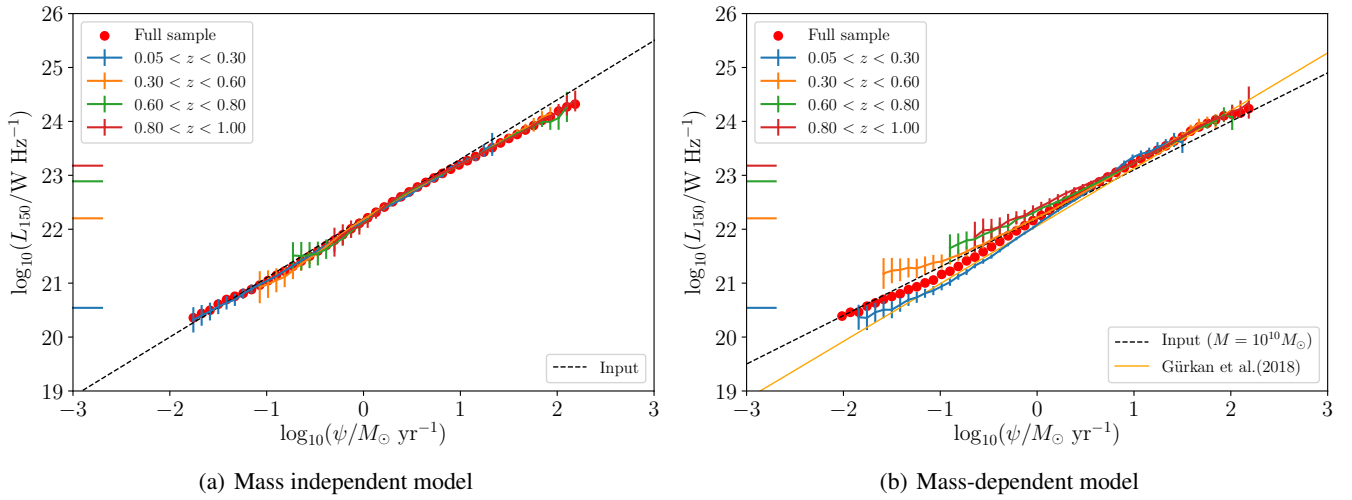 Full sample
0.05 < z < 0.30
0.30 < z < 0.60
0.60 < z < 0.80
0.80 < z < 1.00
Input
26
25
24
23
22
21
20
19
log₁₀(L₁₅₀/W Hz⁻¹)
−3 −2 −1 0 1 2 3
log₁₀(ψ/M☉ yr⁻¹)
(a) Mass independent model
Full sample
0.05 < z < 0.30
0.30 < z < 0.60
0.60 < z < 0.80
0.80 < z < 1.00
Input (M = 10¹⁰M☉)
Gürkan et al.(2018)
26
25
24
23
22
21
20
19
log₁₀(L₁₅₀/W Hz⁻¹)
−3 −2 −1 0 1 2 3
log₁₀(ψ/M☉ yr⁻¹)
(b) Mass-dependent model